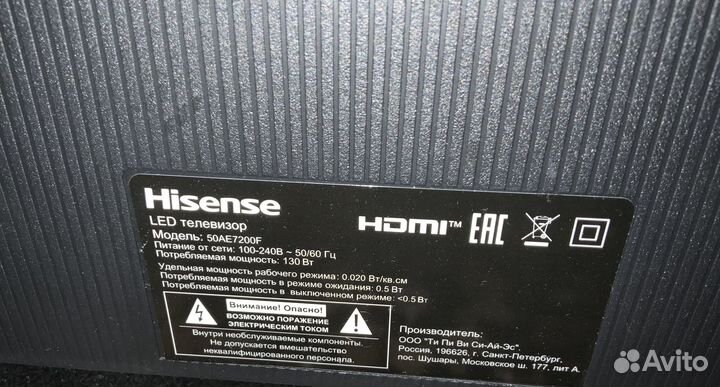 Hisense
LED телевизор
Модель: 50AE7200F
Питание от сети: 100-240В ~ 50/60 Гц
Потребляемая мощность: 130 Вт
HDMI™ EAC
Удельная мощность рабочего режима: 0.020 Вт/кв.см
Потребляемая мощность в режиме ожидания: 0.5 Вт
Потребляемая мощность в выключенном режиме: <0.5 Вт
Внимание! Опасно!
ВОЗМОЖНО ПОРАЖЕНИЕ
ЭЛЕКТРИЧЕСКИМ ТОКОМ
Внутри необслуживаемые компоненты.
Не допускается вмешательство
неквалифицированного персонала.
Производитель:
ООО "Ти Пи Ви Си-Ай-Эс".
Россия, 196626, г. Санкт-Петербург,
пос. Шушары, Московское ш. 177, лит А.
Avito